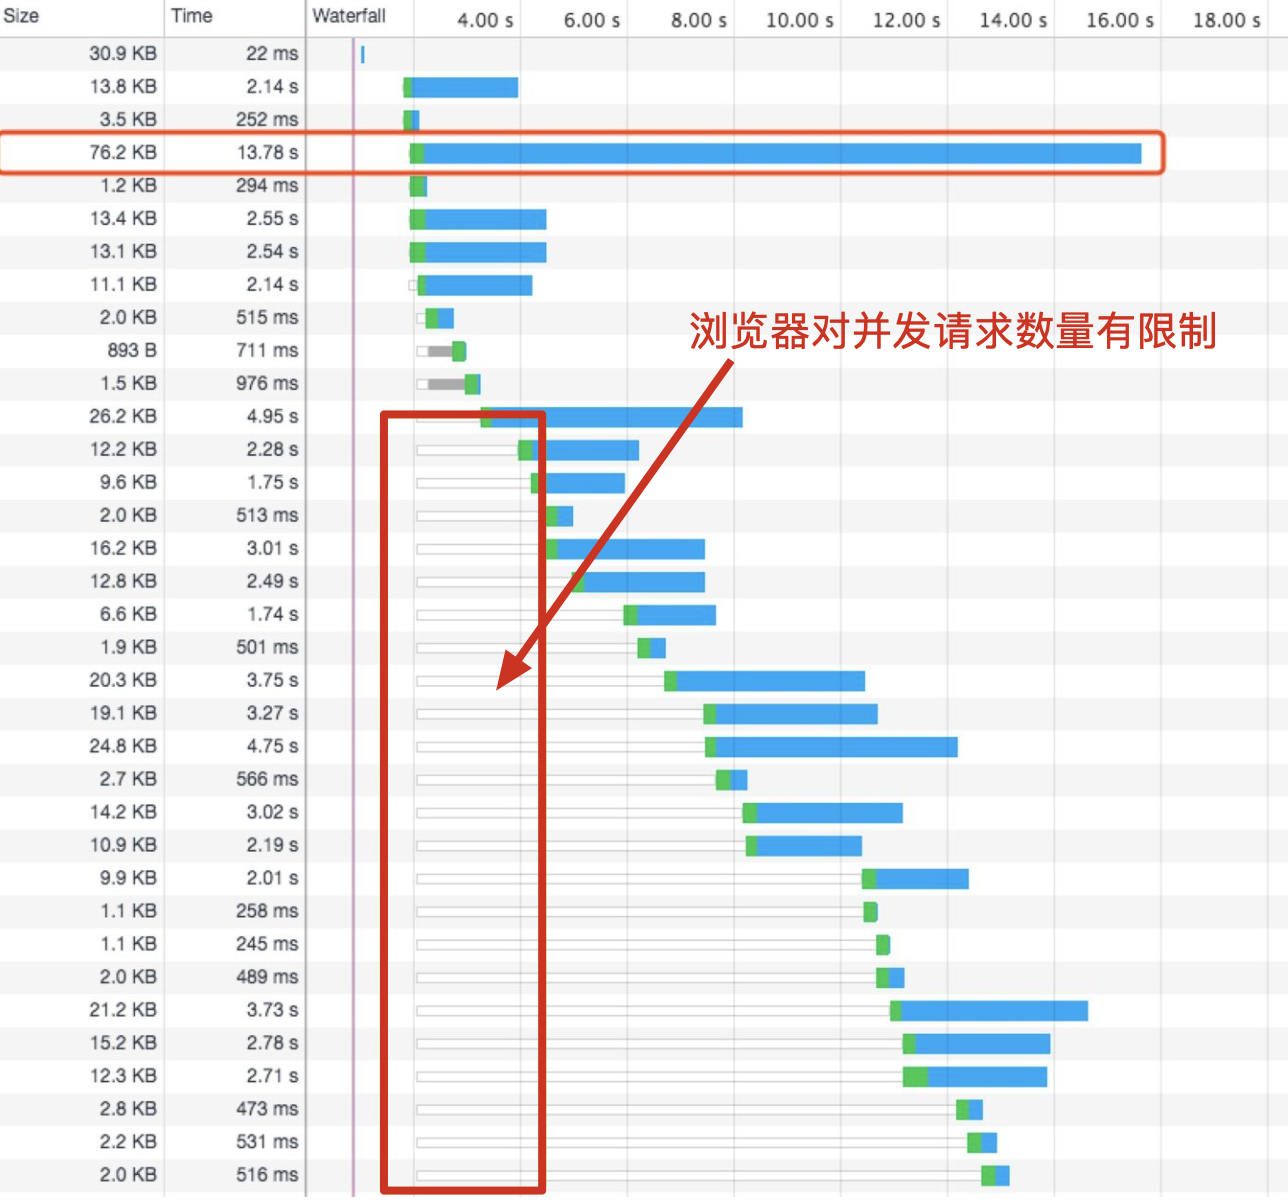 Size Time Waterfall 4.00 s 6.00 s 8.00 s 10.00 s 12.00 s 14.00 s 16.00 s 18.00 s
30.9 KB 22 ms
13.8 KB 2.14 s
3.5 KB 252 ms
76.2 KB 13.78 s
1.2 KB 294 ms
13.4 KB 2.55 s
13.1 KB 2.54 s
11.1 KB 2.14 s
2.0 KB 515 ms
浏览器对并发请求数量有限制
893 B 711 ms
1.5 KB 976 ms
26.2 KB 4.95 s
12.2 KB 2.28 s
9.6 KB 1.75 s
2.0 KB 513 ms
16.2 KB 3.01 s
12.8 KB 2.49 s
6.6 KB 1.74 s
1.9 KB 501 ms
20.3 KB 3.75 s
19.1 KB 3.27 s
24.8 KB 4.75 s
2.7 KB 566 ms
14.2 KB 3.02 s
10.9 KB 2.19 s
9.9 KB 2.01 s
1.1 KB 258 ms
1.1 KB 245 ms
2.0 KB 489 ms
21.2 KB 3.73 s
15.2 KB 2.78 s
12.3 KB 2.71 s
2.8 KB 473 ms
2.2 KB 531 ms
2.0 KB 516 ms